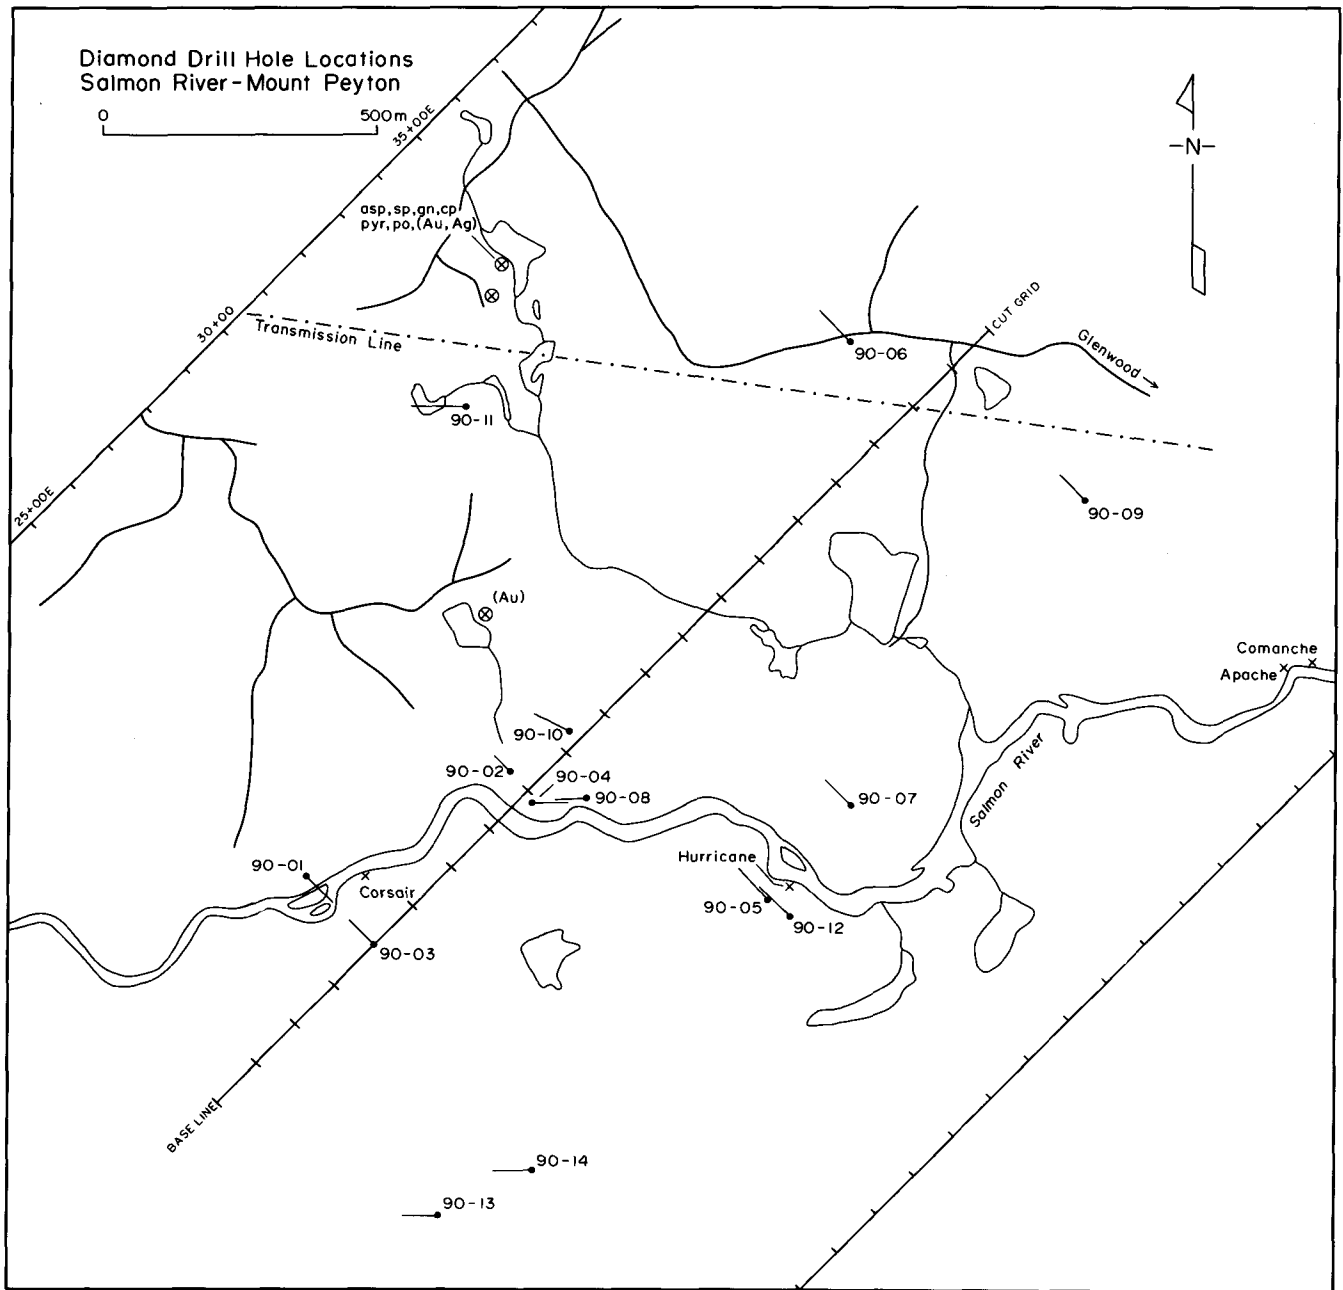 Diamond Drill Hole Locations
Salmon River-Mount Peyton
0 500m
35+00E
-N-
asp,sp,gn,cp
pyr,po,(Au,Ag)
30+00
Transmission Line
CUT GRID
Glenwood
90-06
90-11
25+00E
90-09
(Au)
Comanche
Apache
90-10
90-02
90-04
90-08
90-07
Salmon River
Hurricane
90-01
Corsair
90-05
90-12
90-03
BASE LINE
90-14
90-13